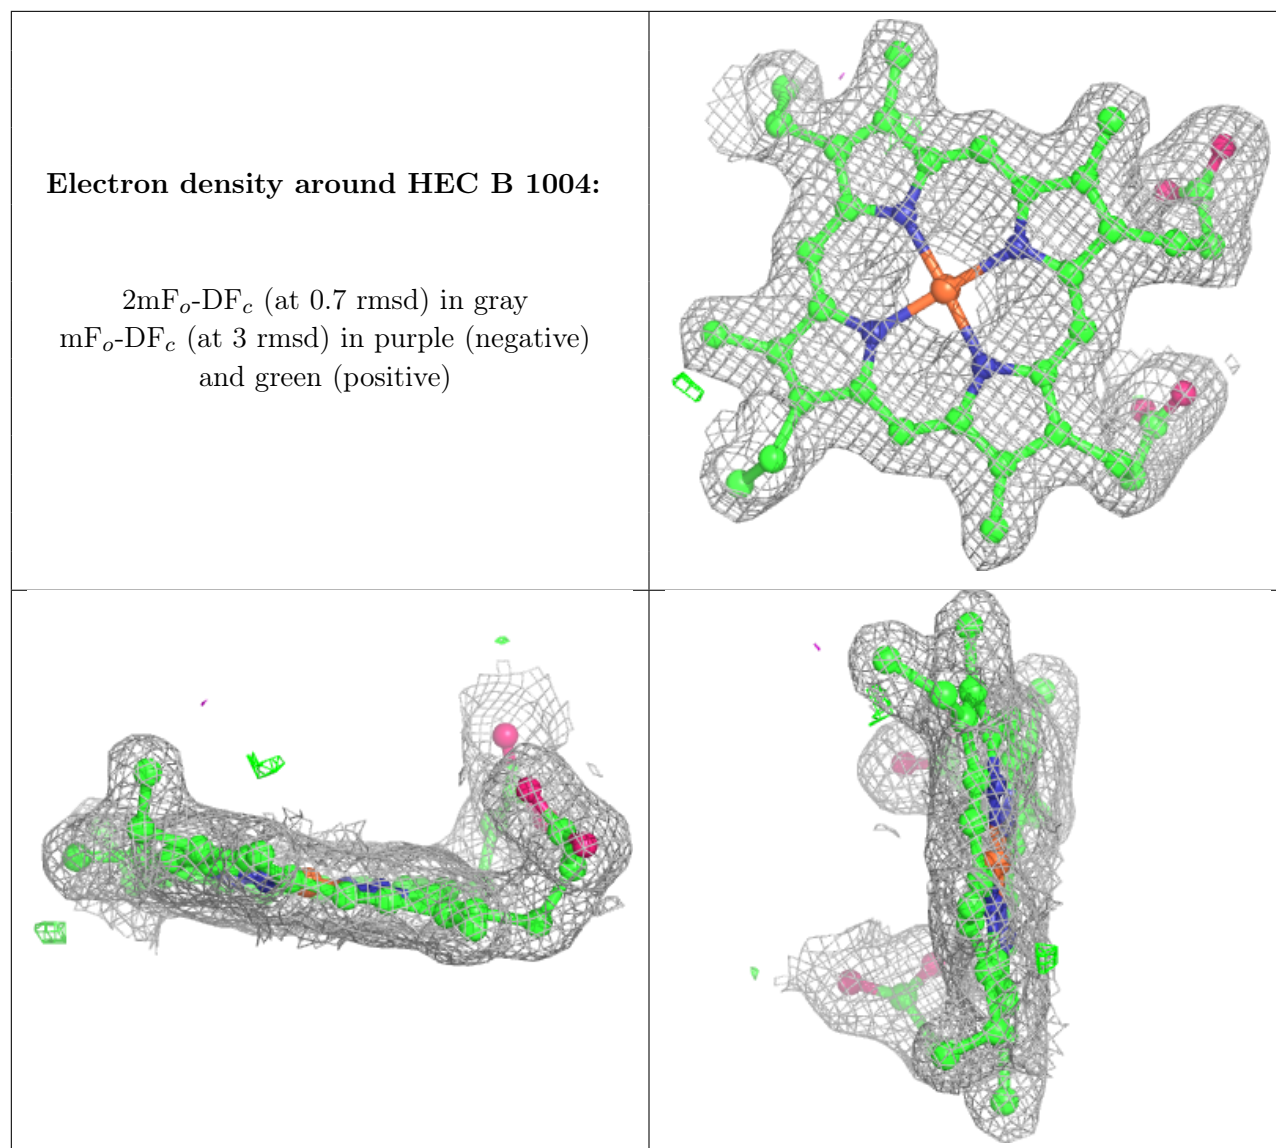 Electron density around HEC B 1004:
2mFo-DFc (at 0.7 rmsd) in gray
mFo-DFc (at 3 rmsd) in purple (negative)
and green (positive)